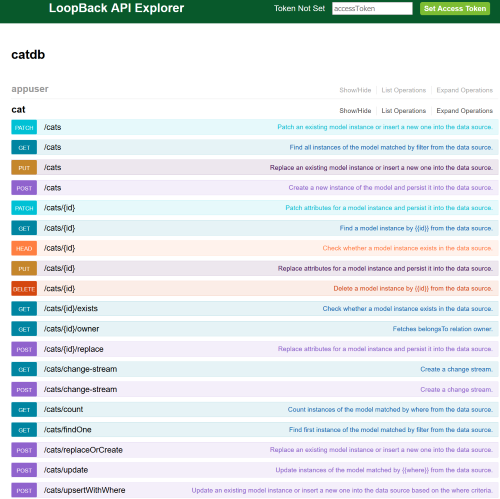 LoopBack API Explorer Token Not Set accessToken Set Access Token
catdb
appuser Show/Hide List Operations Expand Operations
cat Show/Hide List Operations Expand Operations
PATCH /cats Patch an existing model instance or insert a new one into the data source.
GET /cats Find all instances of the model matched by filter from the data source.
PUT /cats Replace an existing model instance or insert a new one into the data source.
POST /cats Create a new instance of the model and persist it into the data source.
PATCH /cats/{id} Patch attributes for a model instance and persist it into the data source.
GET /cats/{id} Find a model instance by {{id}} from the data source.
HEAD /cats/{id} Check whether a model instance exists in the data source.
PUT /cats/{id} Replace attributes for a model instance and persist it into the data source.
DELETE /cats/{id} Delete a model instance by {{id}} from the data source.
GET /cats/{id}/exists Check whether a model instance exists in the data source.
GET /cats/{id}/owner Fetches belongsTo relation owner.
POST /cats/{id}/replace Replace attributes for a model instance and persist it into the data source.
GET /cats/change-stream Create a change stream.
POST /cats/change-stream Create a change stream.
GET /cats/count Count instances of the model matched by where from the data source.
GET /cats/findOne Find first instance of the model matched by filter from the data source.
POST /cats/replaceOrCreate Replace an existing model instance or insert a new one into the data source.
POST /cats/update Update instances of the model matched by {{where}} from the data source.
POST /cats/upsertWithWhere Update an existing model instance or insert a new one into the data source based on the where criteria.